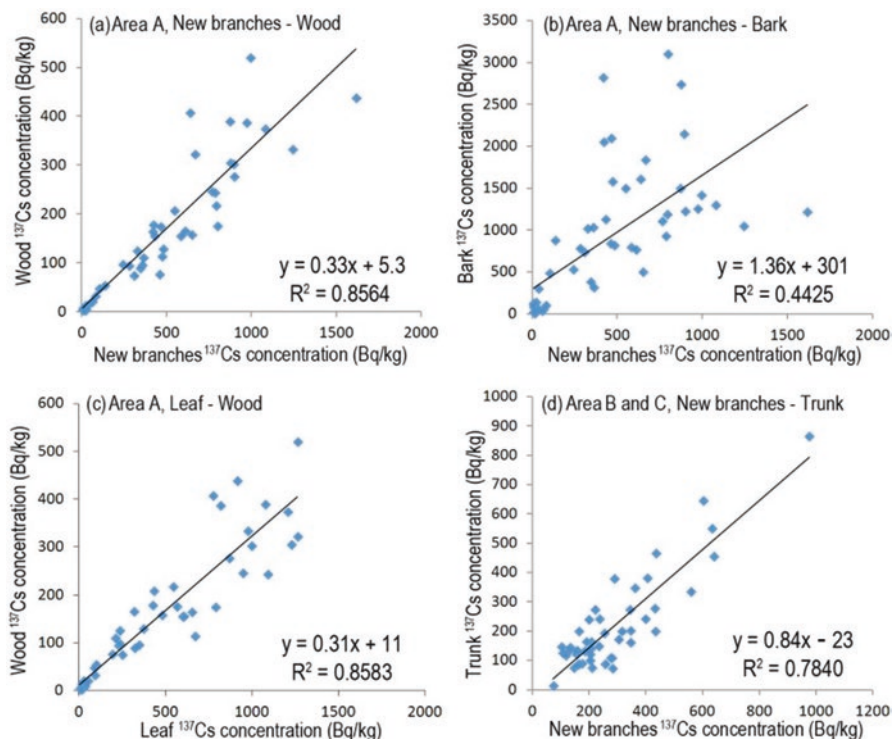 (a) Area A, New branches - Wood
600
500
400
300
200
100
0
Wood ¹³⁷Cs concentration (Bq/kg)
y = 0.33x + 5.3
R² = 0.8564
0 500 1000 1500 2000
New branches ¹³⁷Cs concentration (Bq/kg)
(b) Area A, New branches - Bark
3500
3000
2500
2000
1500
1000
500
0
Bark ¹³⁷Cs concentration (Bq/kg)
y = 1.36x + 301
R² = 0.4425
0 500 1000 1500 2000
New branches ¹³⁷Cs concentration (Bq/kg)
(c) Area A, Leaf - Wood
600
500
400
300
200
100
0
Wood ¹³⁷Cs concentration (Bq/kg)
y = 0.31x + 11
R² = 0.8583
0 500 1000 1500 2000
Leaf ¹³⁷Cs concentration (Bq/kg)
(d) Area B and C, New branches - Trunk
1000
900
800
700
600
500
400
300
200
100
0
Trunk ¹³⁷Cs concentration (Bq/kg)
y = 0.84x − 23
R² = 0.7840
0 200 400 600 800 1000 1200
New branches ¹³⁷Cs concentration (Bq/kg)